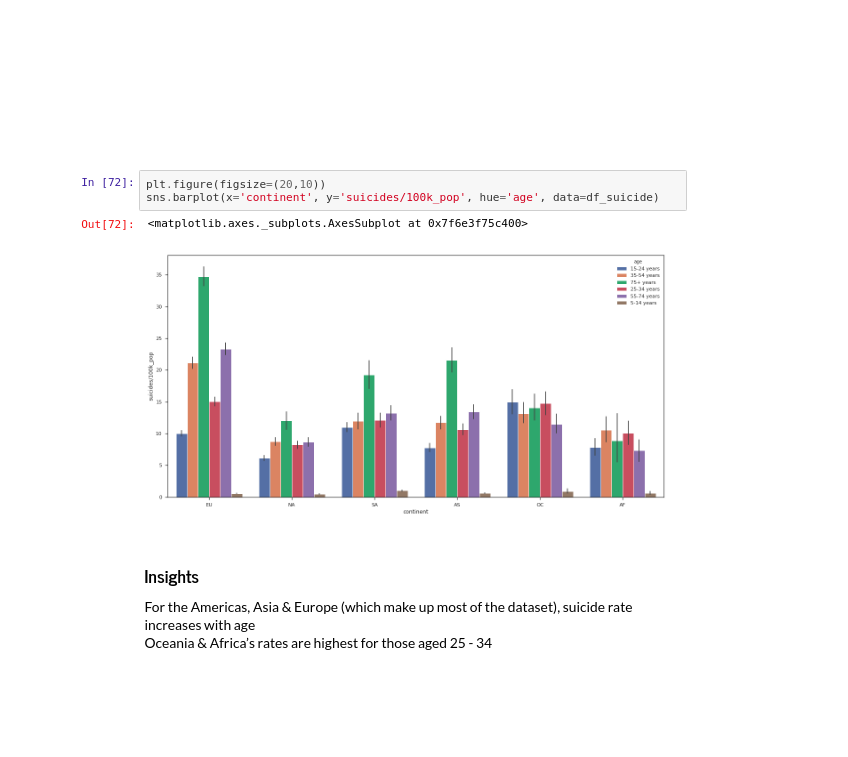 In [72]:
plt.figure(figsize=(20,10))
sns.barplot(x='continent', y='suicides/100k_pop', hue='age', data=df_suicide)
Out[72]:
<matplotlib.axes._subplots.AxesSubplot at 0x7f6e3f75c400>
age
15-24 years
35-54 years
75+ years
25-34 years
55-74 years
5-14 years
35
30
25
20
15
10
5
0
suicides/100k_pop
EU
NA
SA
AS
OC
AF
continent
Insights
For the Americas, Asia & Europe (which make up most of the dataset), suicide rate
increases with age
Oceania & Africa's rates are highest for those aged 25 - 34